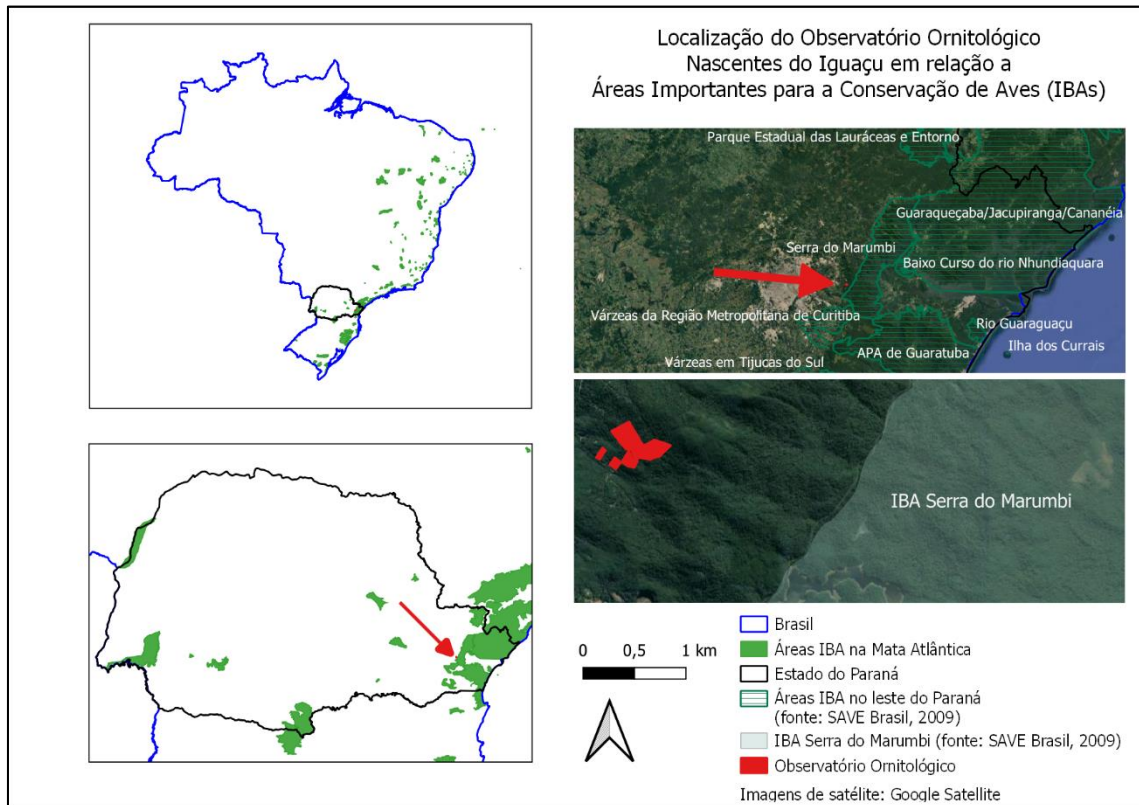 Localização do Observatório Ornitológico
Nascentes do Iguaçu em relação a
Áreas Importantes para a Conservação de Aves (IBAs)
Parque Estadual das Lauráceas e Entorno
Guaraqueçaba/Jacupiranga/Cananéia
Serra do Marumbi
Baixo Curso do rio Nhundiaquara
Várzeas da Região Metropolitana de Curitiba
Rio Guaraguaçu
APA de Guaratuba
Ilha dos Currais
Várzeas em Tijucas do Sul
IBA Serra do Marumbi
0 0,5 1 km
Brasil
Áreas IBA na Mata Atlântica
Estado do Paraná
Áreas IBA no leste do Paraná
(fonte: SAVE Brasil, 2009)
IBA Serra do Marumbi (fonte: SAVE Brasil, 2009)
Observatório Ornitológico
Imagens de satélite: Google Satellite